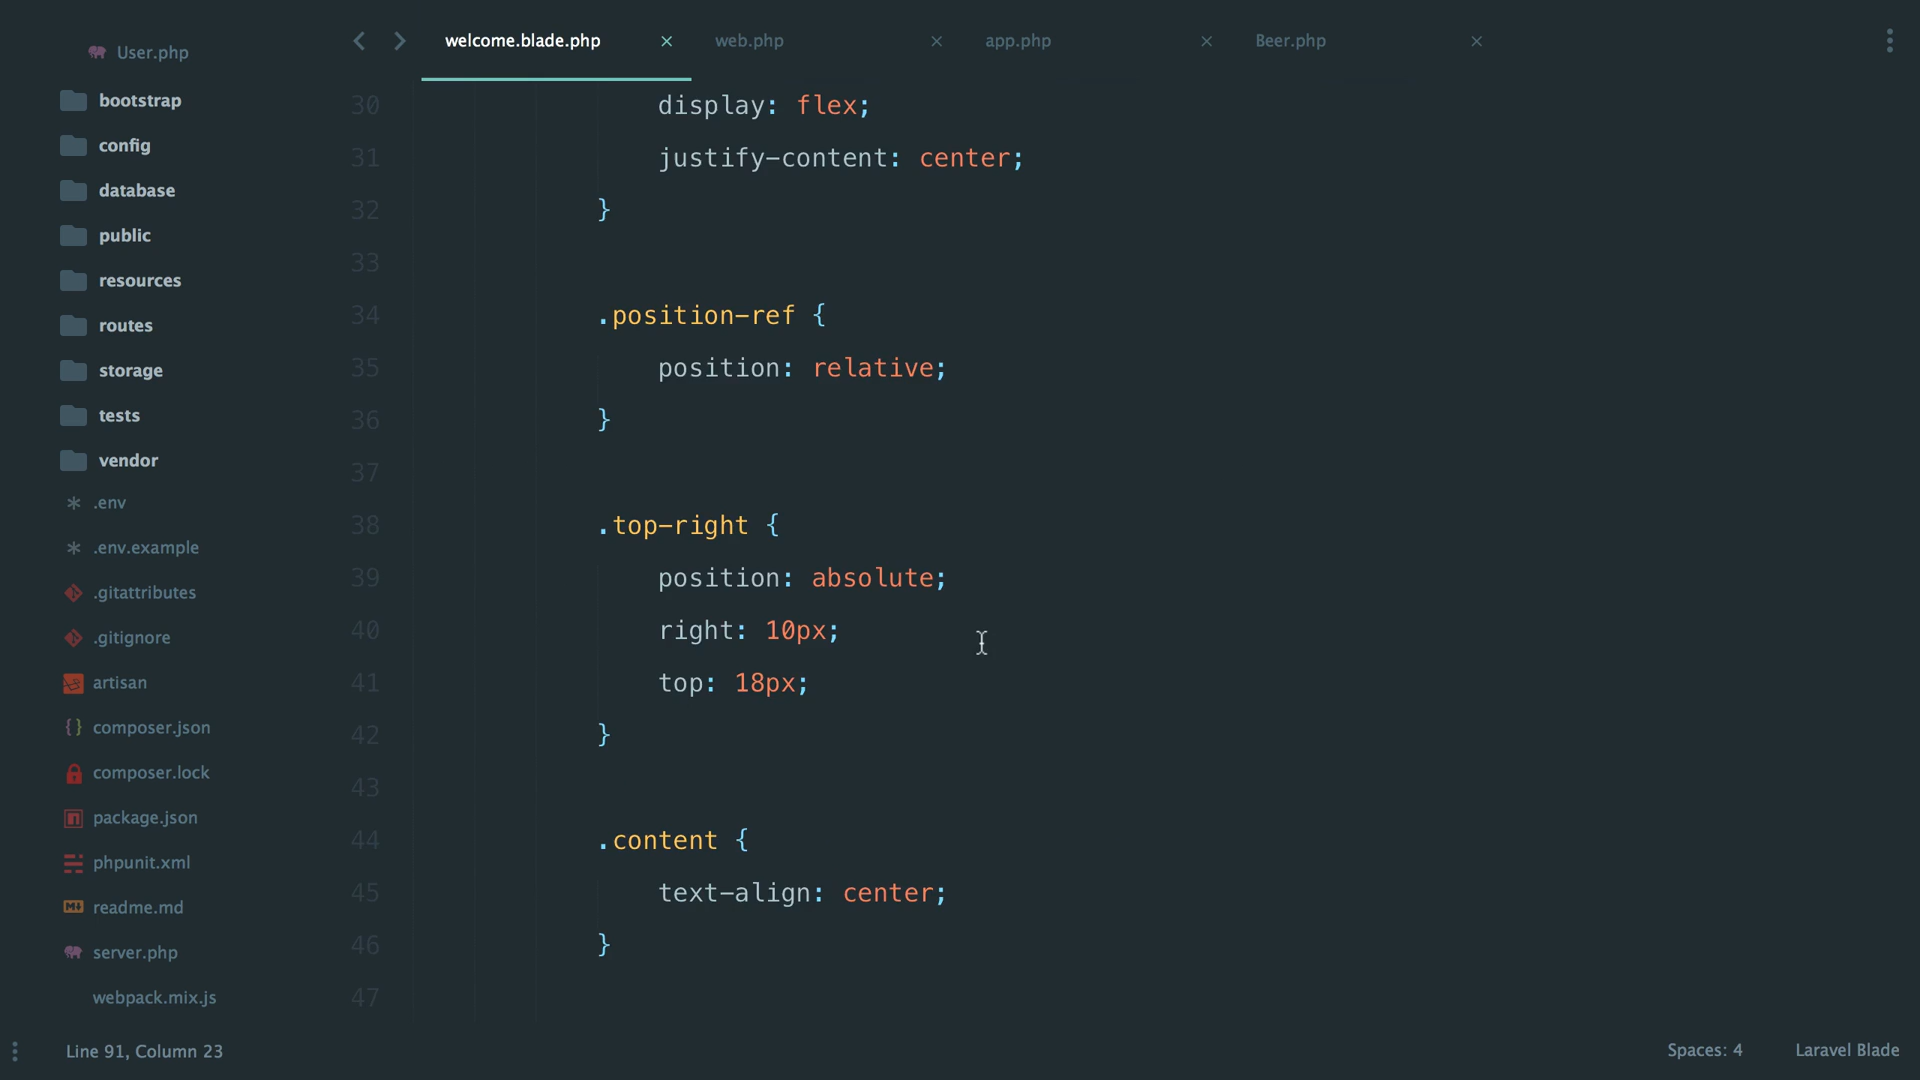 User.php
bootstrap
config
database
public
resources
routes
storage
tests
vendor
.env
.env.example
.gitattributes
.gitignore
artisan
composer.json
composer.lock
package.json
phpunit.xml
readme.md
server.php
webpack.mix.js
welcome.blade.php
web.php
app.php
Beer.php
30 display: flex;
31 justify-content: center;
32 }
33
34 .position-ref {
35 position: relative;
36 }
37
38 .top-right {
39 position: absolute;
40 right: 10px;
41 top: 18px;
42 }
43
44 .content {
45 text-align: center;
46 }
47
Line 91, Column 23
Spaces: 4
Laravel Blade